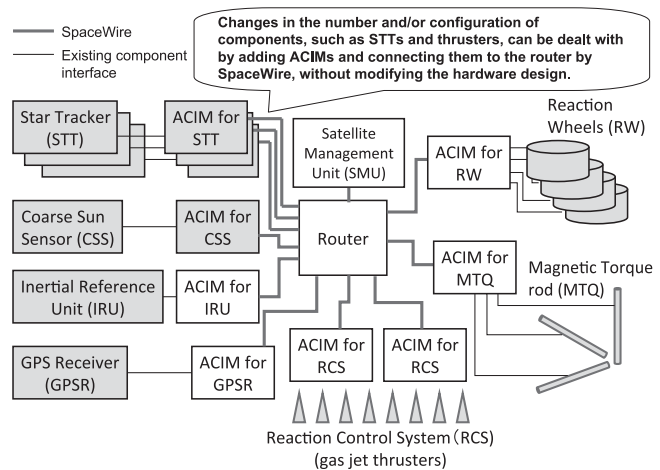 SpaceWire
Existing component
interface
Changes in the number and/or configuration of
components, such as STTs and thrusters, can be dealt with
by adding ACIMs and connecting them to the router by
SpaceWire, without modifying the hardware design.
Star Tracker
(STT)
ACIM for
STT
Satellite
Management
Unit (SMU)
ACIM for
RW
Reaction
Wheels (RW)
Coarse Sun
Sensor (CSS)
ACIM for
CSS
Router
ACIM for
MTQ
Magnetic Torque
rod (MTQ)
Inertial Reference
Unit (IRU)
ACIM for
IRU
GPS Receiver
(GPSR)
ACIM for
GPSR
ACIM for
RCS
ACIM for
RCS
Reaction Control System (RCS)
(gas jet thrusters)